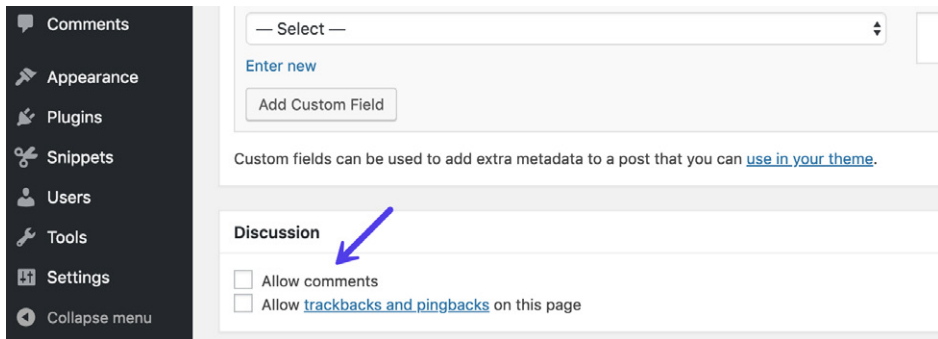 Comments
Appearance
Plugins
Snippets
Users
Tools
Settings
Collapse menu
— Select —
Enter new
Add Custom Field
Custom fields can be used to add extra metadata to a post that you can use in your theme.
Discussion
Allow comments
Allow trackbacks and pingbacks on this page